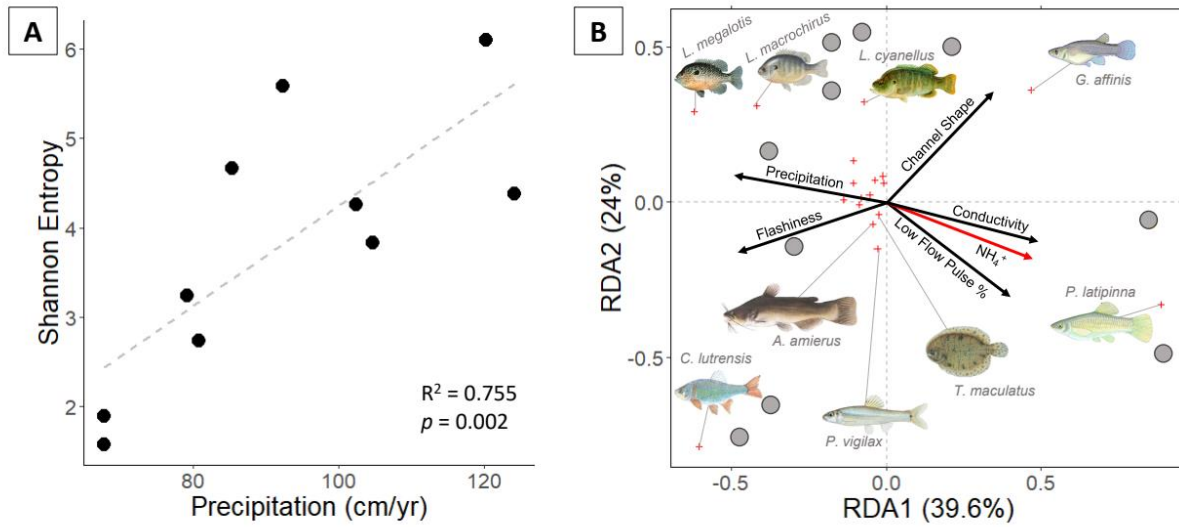 A
Shannon Entropy
6
5
4
3
2
80
100
120
Precipitation (cm/yr)
R² = 0.755
p = 0.002
B
RDA2 (24%)
0.5
0.0
-0.5
-0.5
0.0
0.5
RDA1 (39.6%)
L. megalotis
L. macrochirus
L. cyanellus
G. affinis
Channel Shape
Precipitation
Flashiness
Conductivity
NH₄⁺
Low Flow Pulse %
P. latipinna
A. amierus
T. maculatus
C. lutrensis
P. vigilax